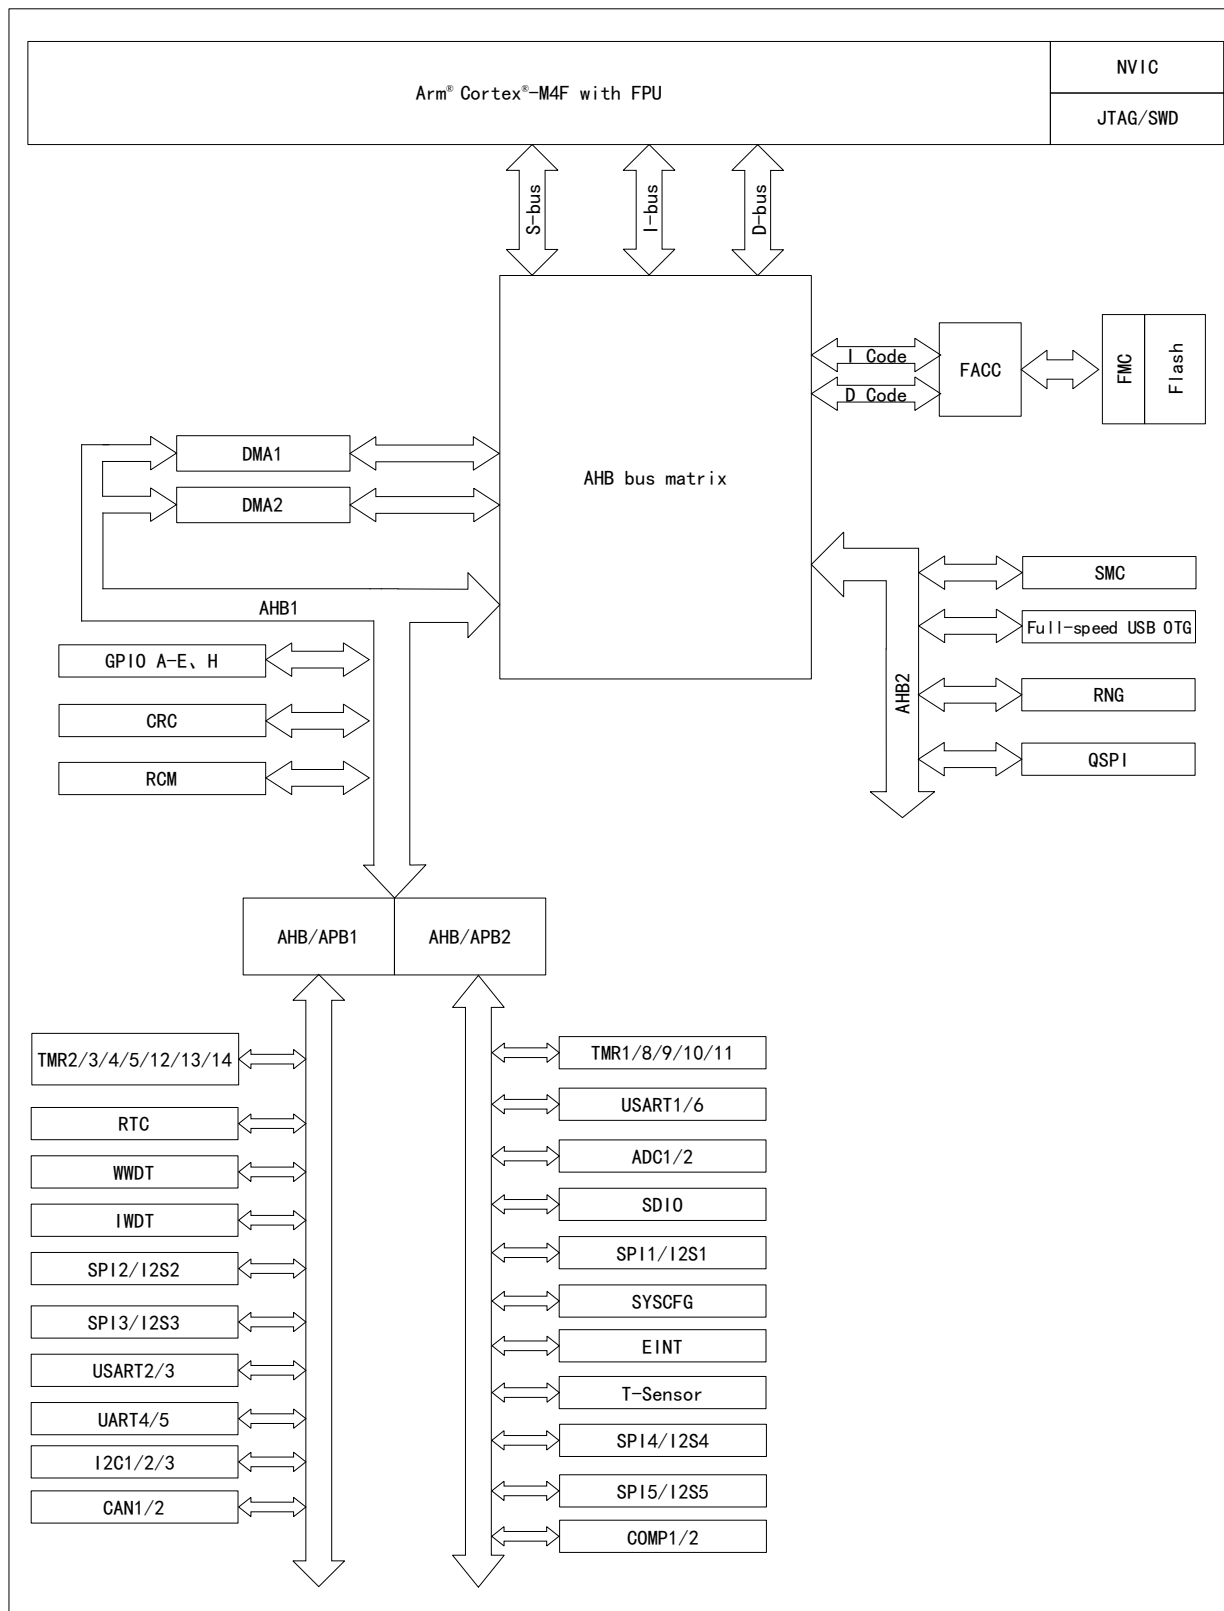 Arm® Cortex®-M4F with FPU
NVIC
JTAG/SWD
S-bus
I-bus
D-bus
AHB bus matrix
I Code
D Code
FACC
FMC
Flash
DMA1
DMA2
AHB1
GPIO A-E、H
CRC
RCM
AHB2
SMC
Full-speed USB OTG
RNG
QSPI
AHB/APB1
AHB/APB2
TMR2/3/4/5/12/13/14
RTC
WWDT
IWDT
SPI2/I2S2
SPI3/I2S3
USART2/3
UART4/5
I2C1/2/3
CAN1/2
TMR1/8/9/10/11
USART1/6
ADC1/2
SDIO
SPI1/I2S1
SYSCFG
EINT
T-Sensor
SPI4/I2S4
SPI5/I2S5
COMP1/2